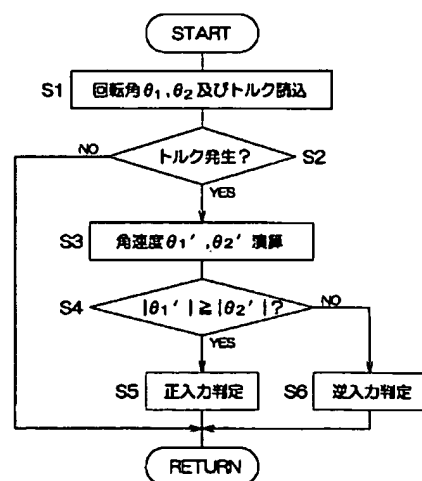 START
S1
回転角θ₁,θ₂及びトルク読込
NO
トルク発生?
S2
YES
S3
角速度θ₁',θ₂'演算
S4
|θ₁'|≧|θ₂'|?
NO
YES
S5
正入力判定
S6
逆入力判定
RETURN